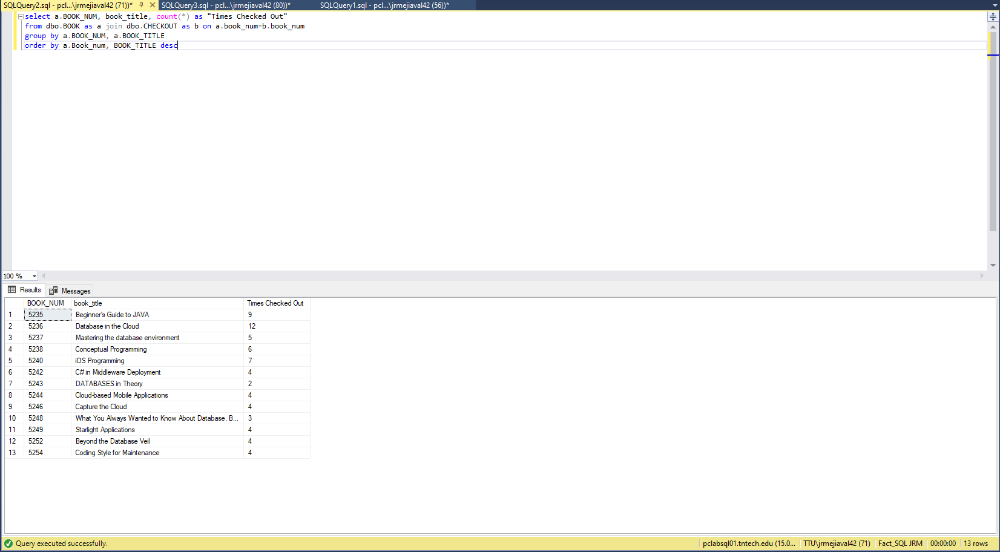 SQLQuery2.sql - pcl...\jrmejiaval42 (71))* SQLQuery3.sql - pcl...\jrmejiaval42 (80))* SQLQuery1.sql - pcl...\jrmejiaval42 (56))*
select a.BOOK_NUM, book_title, count(*) as "Times Checked Out"
from dbo.BOOK as a join dbo.CHECKOUT as b on a.book_num=b.book_num
group by a.BOOK_NUM, a.BOOK_TITLE
order by a.Book_num, BOOK_TITLE desc
100 %
Results Messages
BOOK_NUM book_title Times Checked Out
1 5235 Beginner's Guide to JAVA 9
2 5236 Database in the Cloud 12
3 5237 Mastering the database environment 5
4 5238 Conceptual Programming 6
5 5240 iOS Programming 7
6 5242 C# in Middleware Deployment 4
7 5243 DATABASES in Theory 2
8 5244 Cloud-based Mobile Applications 4
9 5246 Capture the Cloud 4
10 5248 What You Always Wanted to Know About Database, B... 3
11 5249 Starlight Applications 4
12 5252 Beyond the Database Veil 4
13 5254 Coding Style for Maintenance 4
Query executed successfully. pclabsql01.tntech.edu (15.0... TTU\jrmejiaval42 (71) Fact_SQL JRM 00:00:00 13 rows